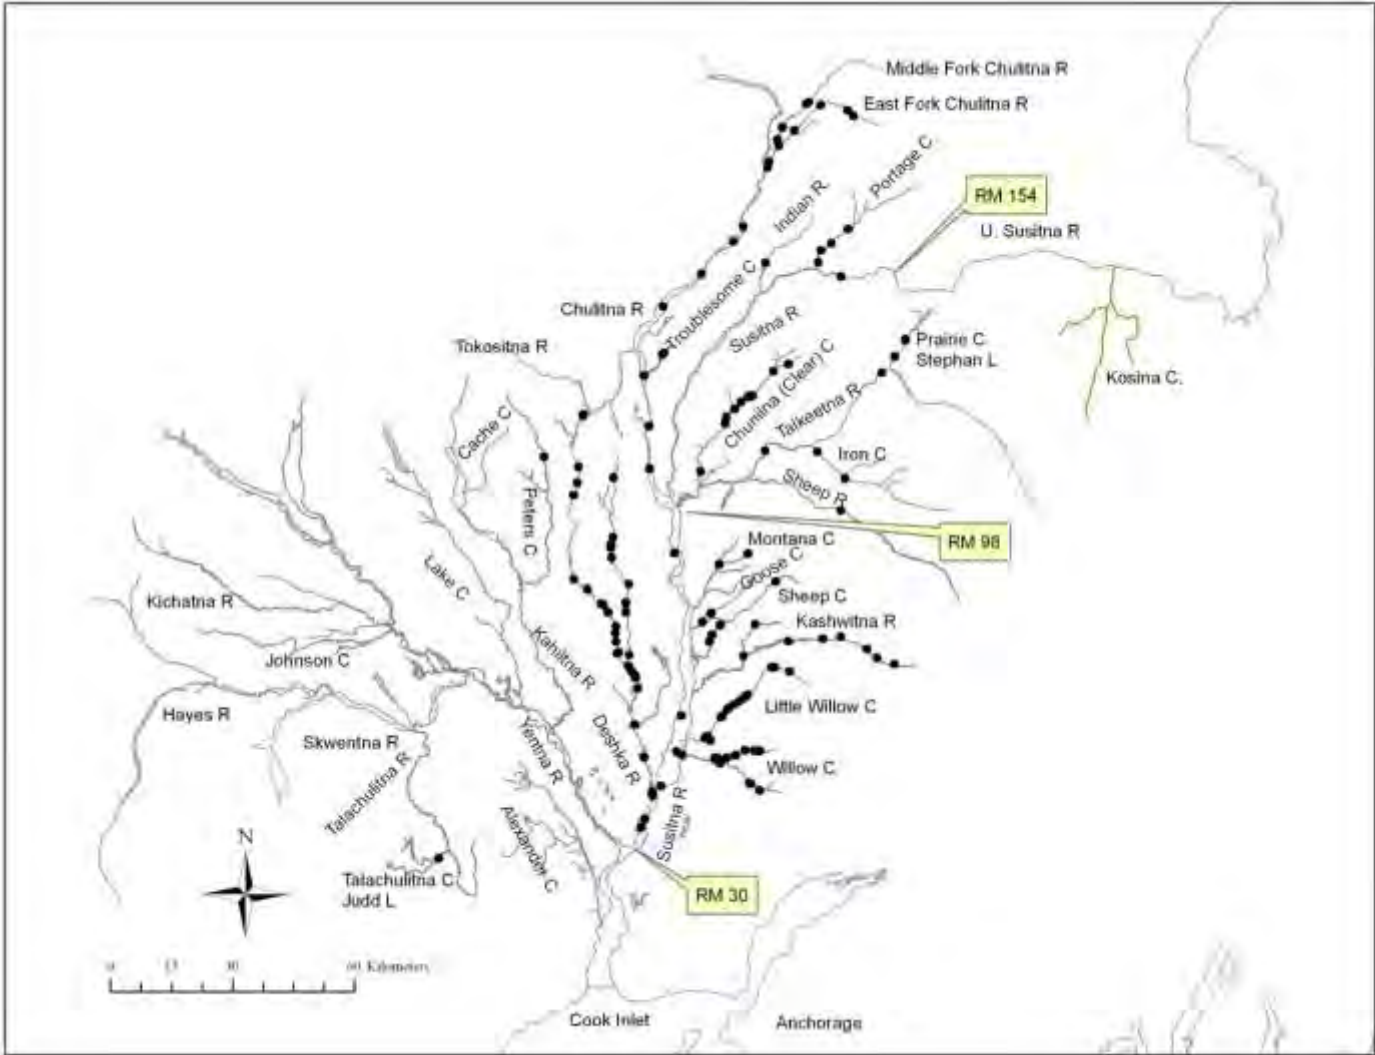 Middle Fork Chulitna R
East Fork Chulitna R
Portage C
Indian R
RM 154
U. Susitna R
Troublesome C
Chulitna R
Susitna R
Tokositna R
Chunilna (Clear) C
Prairie C
Stephan L
Kosina C.
Talkeetna R
Cache C
Iron C
Peters C
Sheep R
RM 98
Montana C
Goose C
Lake C
Sheep C
Kichatna R
Kashwitna R
Kahiltna R
Johnson C
Little Willow C
Hayes R
Deshka R
Skwentna R
Yentna R
Willow C
Talachulitna R
Susitna R
Alexander C
N
Talachulitna C
Judd L
RM 30
0 15 30 60 Kilometers
Cook Inlet
Anchorage